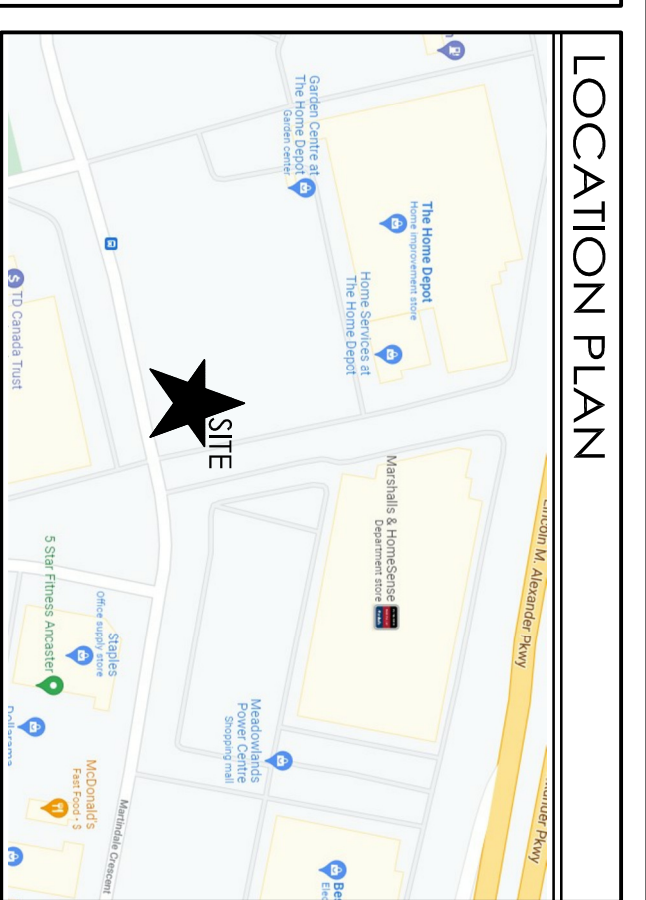 LOCATION PLAN
Lincoln M. Alexander Pkwy
The Home Depot
Home improvement store
Home Services at
The Home Depot
Garden Centre at
The Home Depot
Garden center
Marshalls & HomeSense
Department store
SITE
Meadowlands
Power Centre
Shopping mall
TD Canada Trust
5 Star Fitness Ancaster
Staples
Office supply store
McDonald's
Fast Food • $
Martindale Crescent
Pkwy